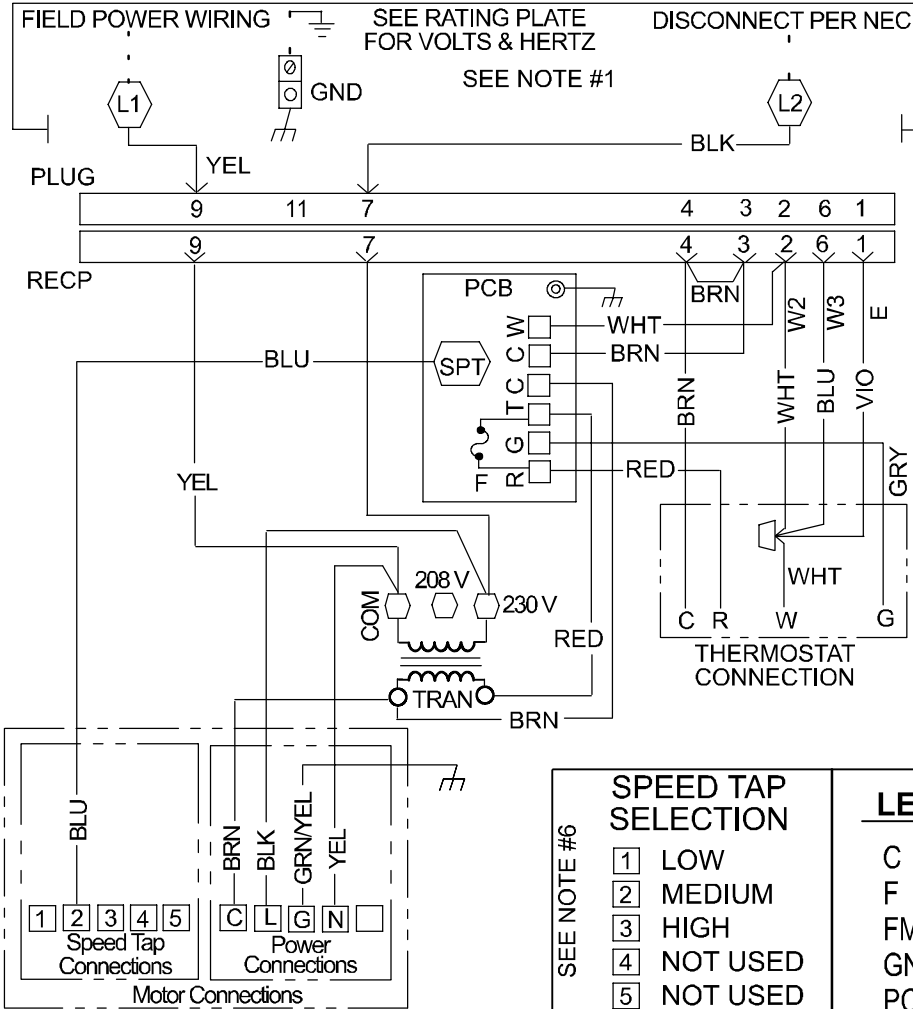 FIELD POWER WIRING
SEE RATING PLATE
FOR VOLTS & HERTZ
DISCONNECT PER NEC
SEE NOTE #1
L1
GND
L2
YEL
BLK
PLUG
9 11 7 4 3 2 6 1
9 7 4 3 2 6 1
RECP
PCB
BRN
W2
W3
E
W
WHT
C
BRN
BLU
SPT
C
T
G
R
F
BRN
WHT
BLU
VIO
RED
GRY
YEL
WHT
208 V
COM
230 V
C R W G
THERMOSTAT
CONNECTION
RED
TRAN
BRN
BLU
BRN
BLK
GRN/YEL
YEL
1 2 3 4 5
Speed Tap
Connections
C L G N
Power
Connections
Motor Connections
SEE NOTE #6
SPEED TAP
SELECTION
1 LOW
2 MEDIUM
3 HIGH
4 NOT USED
5 NOT USED
LE
C
F
FM
GN
PC